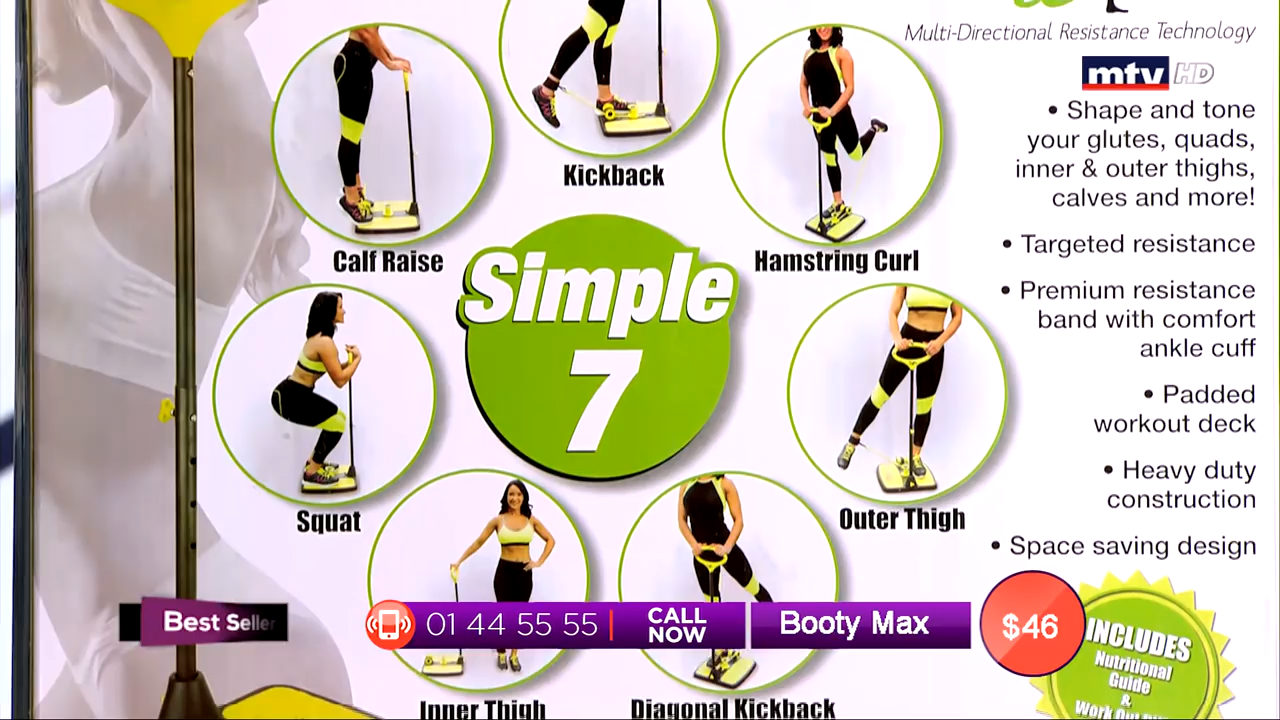 Multi-Directional Resistance Technology
mtv HD
• Shape and tone
your glutes, quads,
inner & outer thighs,
calves and more!
• Targeted resistance
• Premium resistance
band with comfort
ankle cuff
• Padded
workout deck
• Heavy duty
construction
• Space saving design
Kickback
Calf Raise
Hamstring Curl
Simple
7
Squat
Outer Thigh
Inner Thigh
Diagonal Kickback
Best Seller
01 44 55 55
CALL
NOW
Booty Max
$46
INCLUDES
Nutritional
Guide
&
Work Out